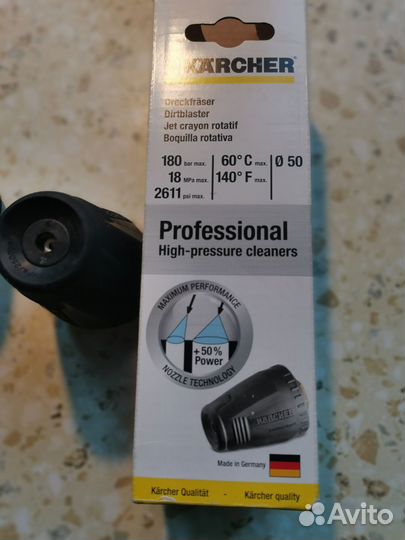 KÄRCHER
Dreckfräser
Dirtblaster
Jet crayon rotatif
Boquilla rotativa
180 bar max. 60°C max. Ø 50
18 MPa max. 140°F max.
2611 psi max.
Professional
High-pressure cleaners
MAXIMUM PERFORMANCE
+50%
Power
NOZZLE TECHNOLOGY
KÄRCHER
Made in Germany
Kärcher Qualität - Kärcher quality
Avito